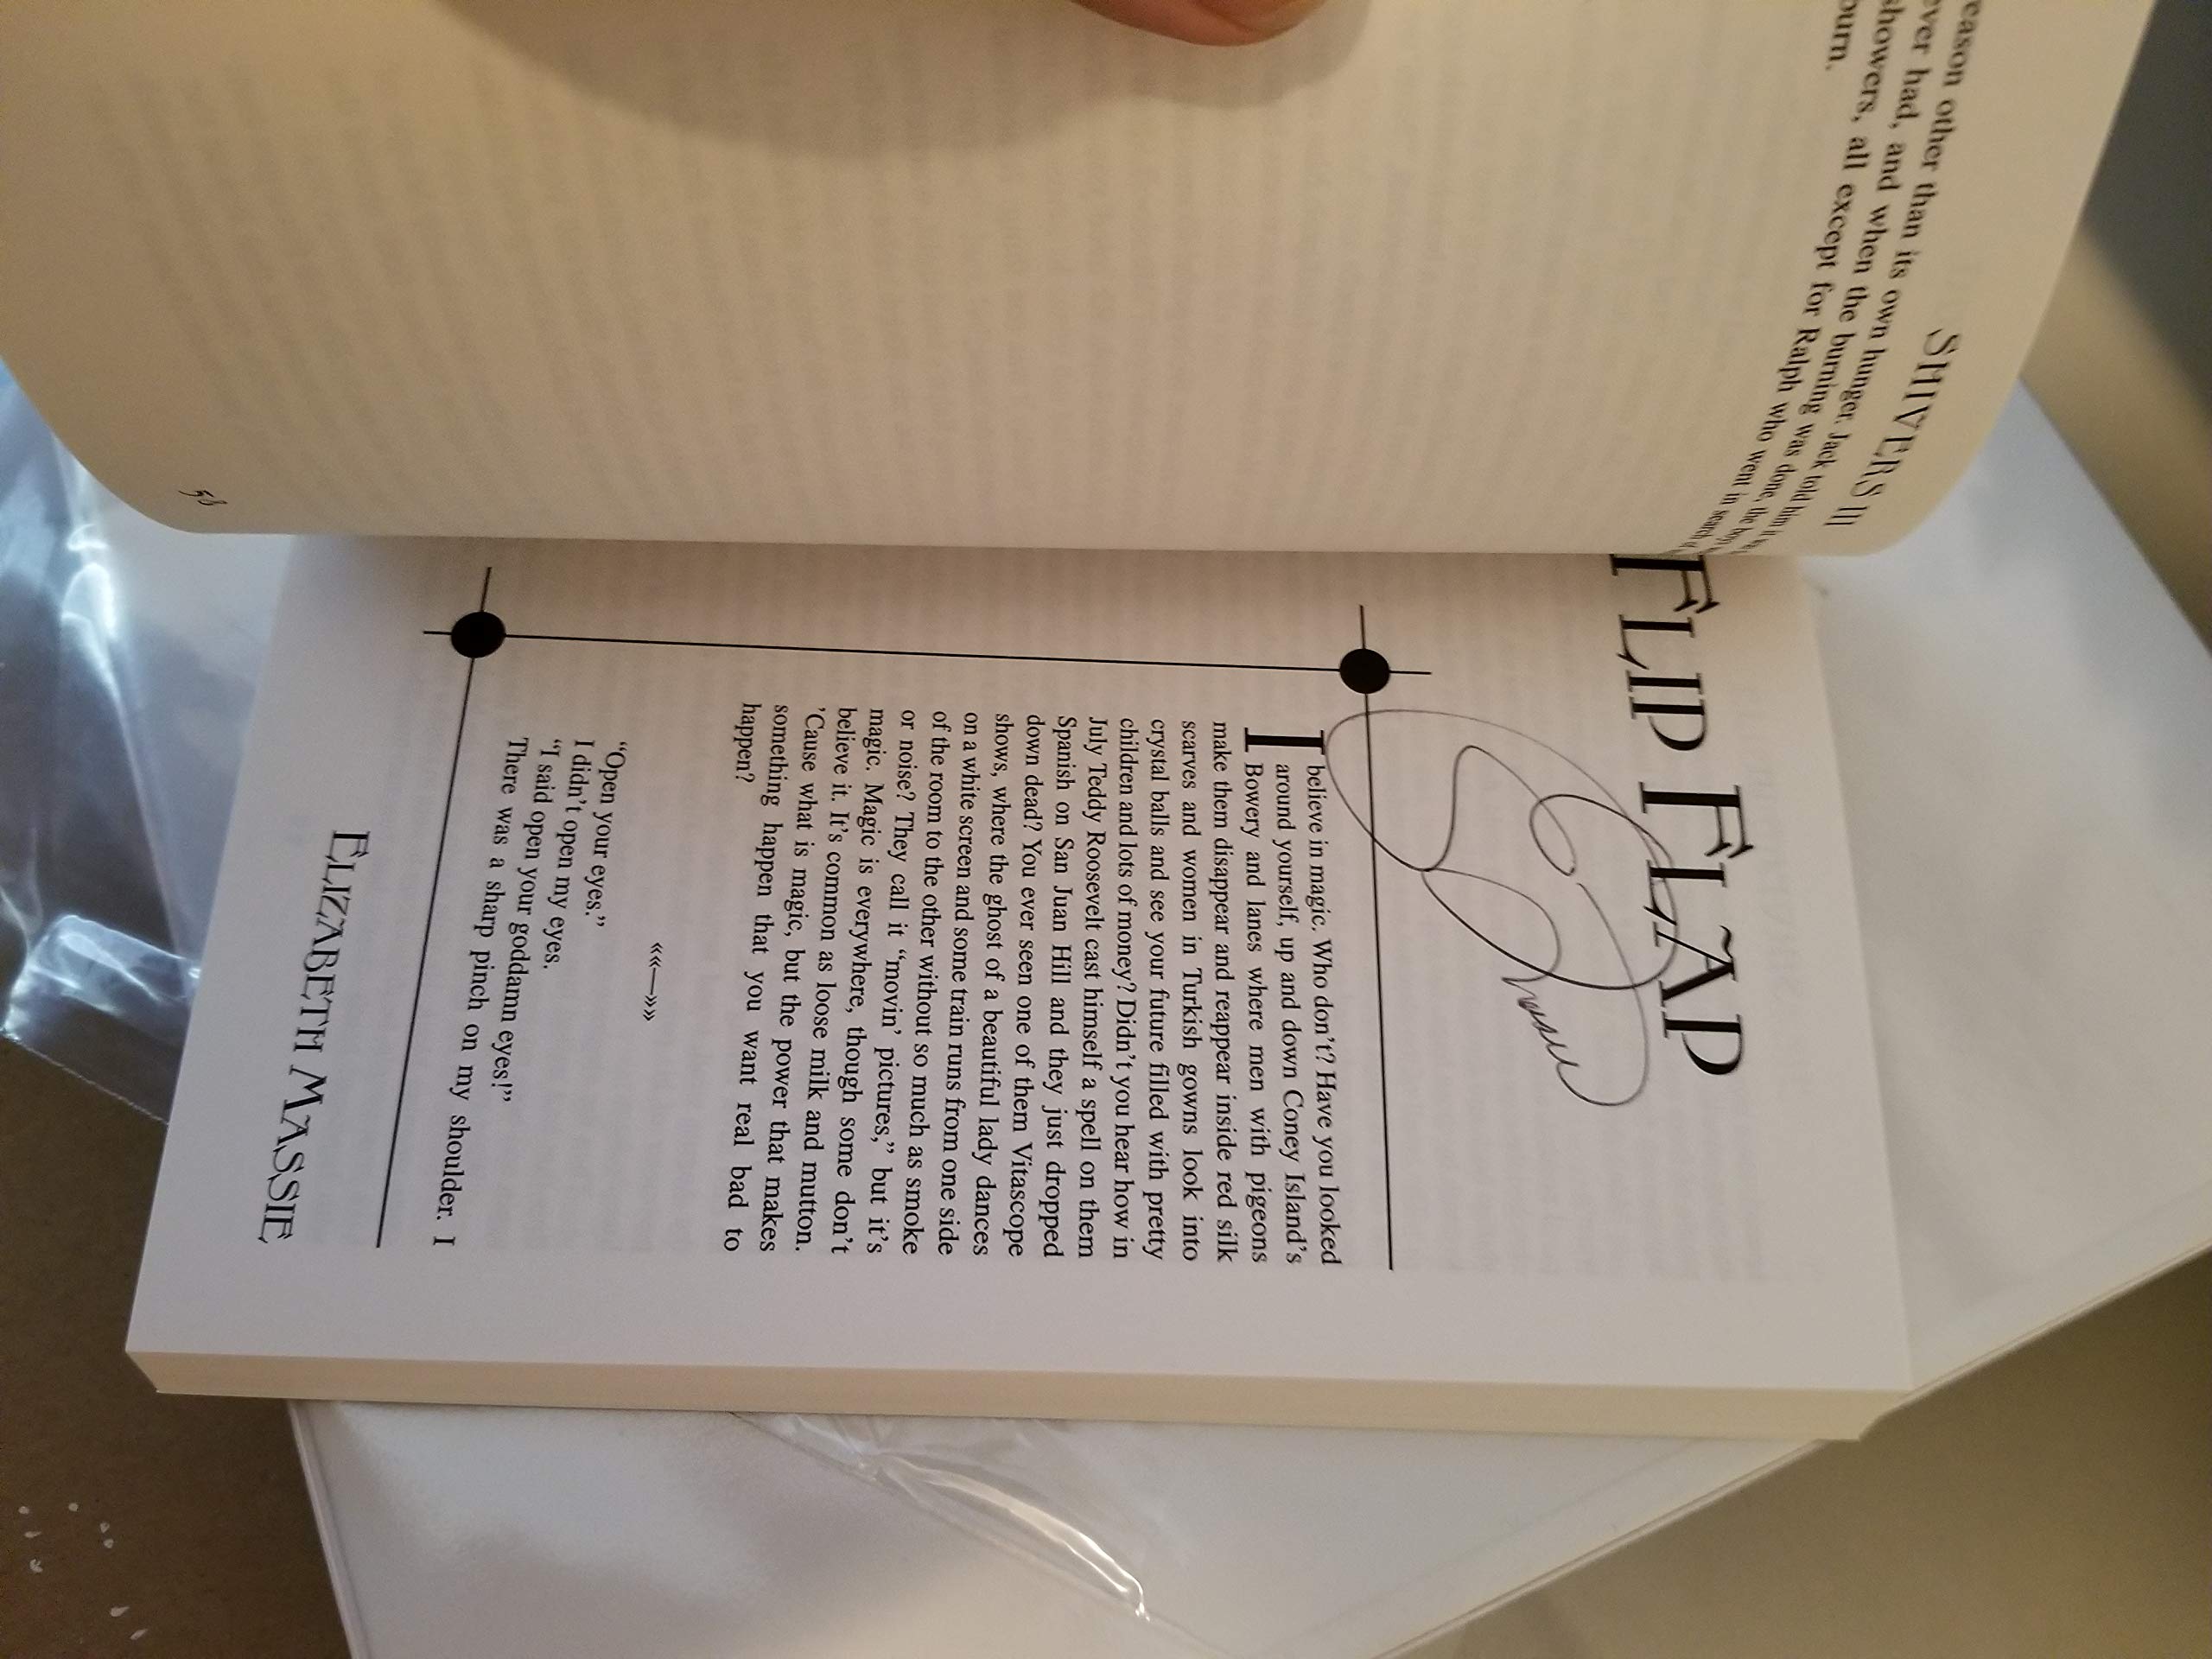 SHIVERS III
eason other than its own hunger. Jack told him it
ever had, and when the burning was done, the boy
showers, all except for Ralph who went in search
ourn.
58
FLIP FLAP
I believe in magic. Who don't? Have you looked
around yourself, up and down Coney Island's
Bowery and lanes where men with pigeons
make them disappear and reappear inside red silk
scarves and women in Turkish gowns look into
crystal balls and see your future filled with pretty
children and lots of money? Didn't you hear how in
July Teddy Roosevelt cast himself a spell on them
Spanish on San Juan Hill and they just dropped
down dead? You ever seen one of them Vitascope
shows, where the ghost of a beautiful lady dances
on a white screen and some train runs from one side
of the room to the other without so much as smoke
or noise? They call it “movin’ pictures,” but it's
magic. Magic is everywhere, though some don't
believe it. It's common as loose milk and mutton.
’Cause what is magic, but the power that makes
something happen that you want real bad to
happen?
«««—»»
“Open your eyes.”
I didn't open my eyes.
“I said open your goddamn eyes!”
There was a sharp pinch on my shoulder. I
ELIZABETH MASSIE